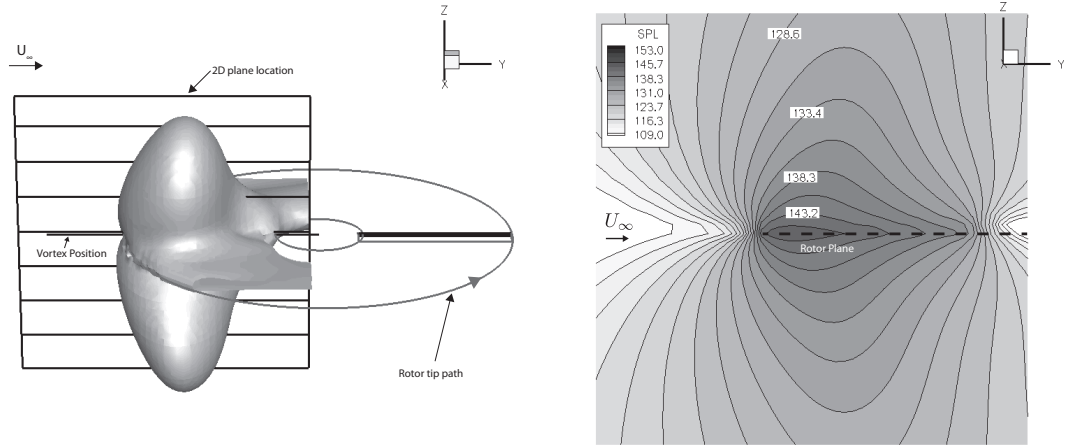 U∞
2D plane location
Z
Y
X
Vortex Position
Rotor tip path
SPL
153.0
145.7
138.3
131.0
123.7
116.3
109.0
128.6
133.4
138.3
143.2
U∞
Rotor Plane
Z
X
Y